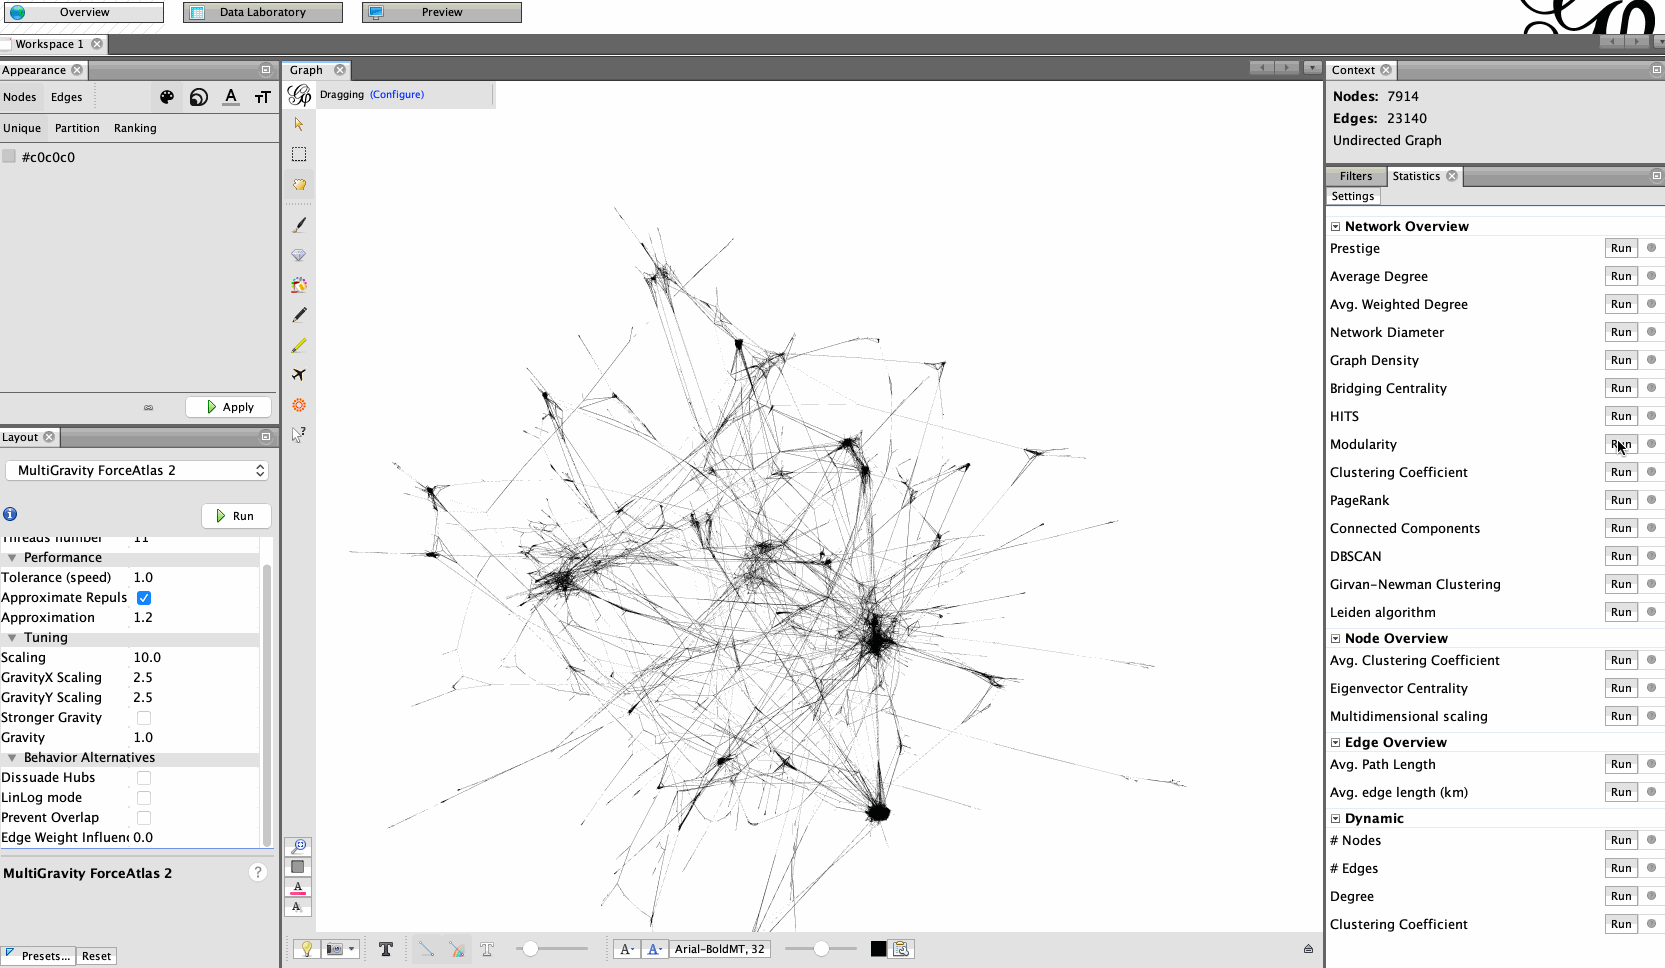 Overview
Data Laboratory
Preview
Workspace 1
Appearance
Nodes
Edges
Unique
Partition
Ranking
#c0c0c0
Apply
Layout
MultiGravity ForceAtlas 2
Run
Threads number 11
Performance
Tolerance (speed) 1.0
Approximate Repuls
Approximation 1.2
Tuning
Scaling 10.0
GravityX Scaling 2.5
GravityY Scaling 2.5
Stronger Gravity
Gravity 1.0
Behavior Alternatives
Dissuade Hubs
LinLog mode
Prevent Overlap
Edge Weight Influen 0.0
MultiGravity ForceAtlas 2
?
Presets...
Reset
Graph
Dragging (Configure)
Arial-BoldMT, 32
Context
Nodes: 7914
Edges: 23140
Undirected Graph
Filters
Statistics
Settings
Network Overview
Prestige Run
Average Degree Run
Avg. Weighted Degree Run
Network Diameter Run
Graph Density Run
Bridging Centrality Run
HITS Run
Modularity Run
Clustering Coefficient Run
PageRank Run
Connected Components Run
DBSCAN Run
Girvan-Newman Clustering Run
Leiden algorithm Run
Node Overview
Avg. Clustering Coefficient Run
Eigenvector Centrality Run
Multidimensional scaling Run
Edge Overview
Avg. Path Length Run
Avg. edge length (km) Run
Dynamic
# Nodes Run
# Edges Run
Degree Run
Clustering Coefficient Run